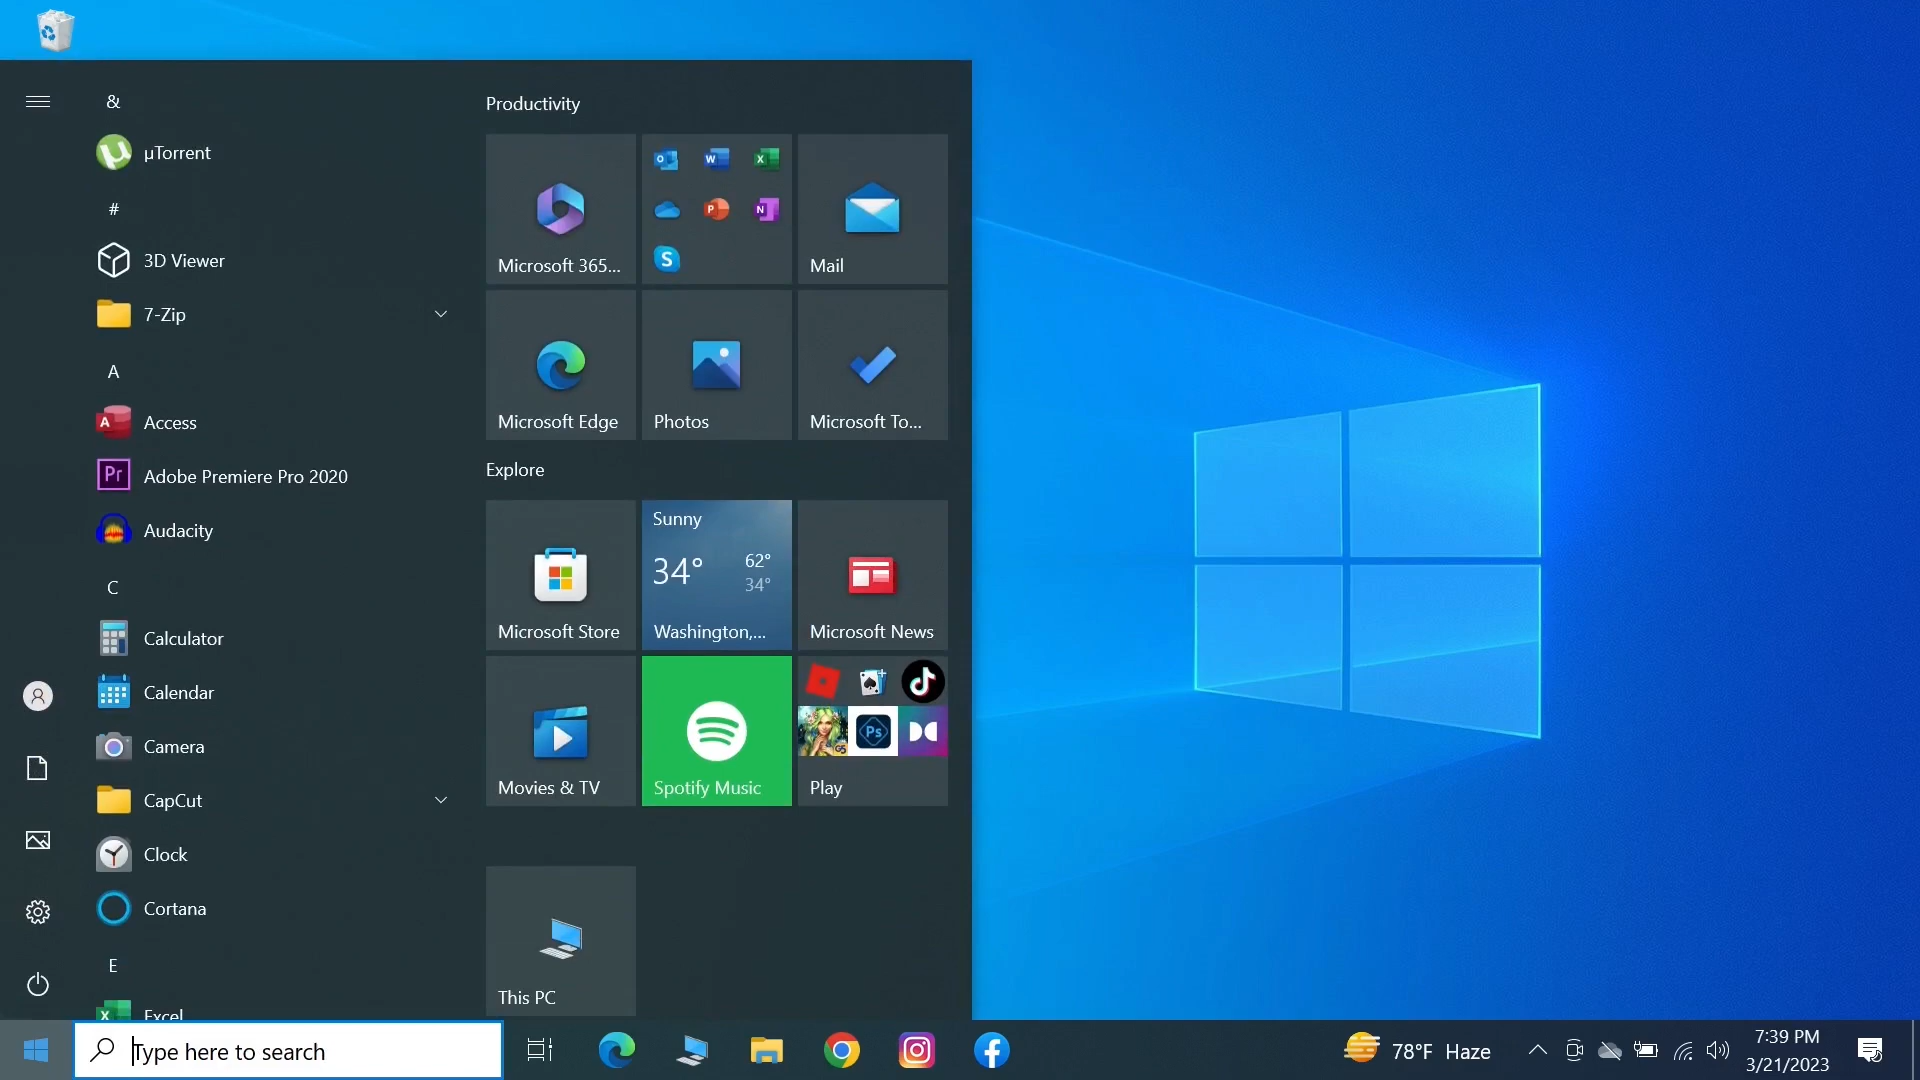 &
µTorrent
#
3D Viewer
7-Zip
A
Access
Adobe Premiere Pro 2020
Audacity
C
Calculator
Calendar
Camera
CapCut
Clock
Cortana
E
Excel
Productivity
Microsoft 365...
Mail
Microsoft Edge
Photos
Microsoft To...
Explore
Microsoft Store
Sunny
34° 62°
34°
Washington,...
Microsoft News
Movies & TV
Spotify Music
Play
This PC
Type here to search
78°F Haze
7:39 PM
3/21/2023